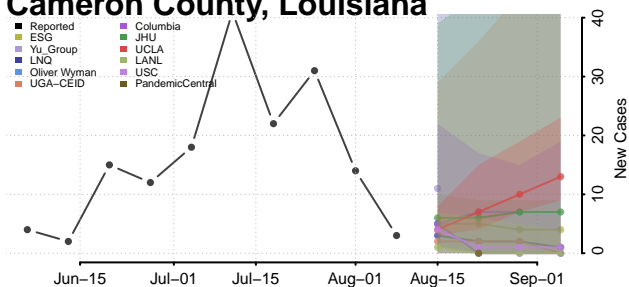 Cameron County, Louisiana
Reported
ESG
Yu_Group
LNQ
Oliver Wyman
UGA−CEID
Columbia
JHU
UCLA
LANL
USC
PandemicCentral
40
30
20
10
0
New Cases
Jun−15
Jul−01
Jul−15
Aug−01
Aug−15
Sep−01